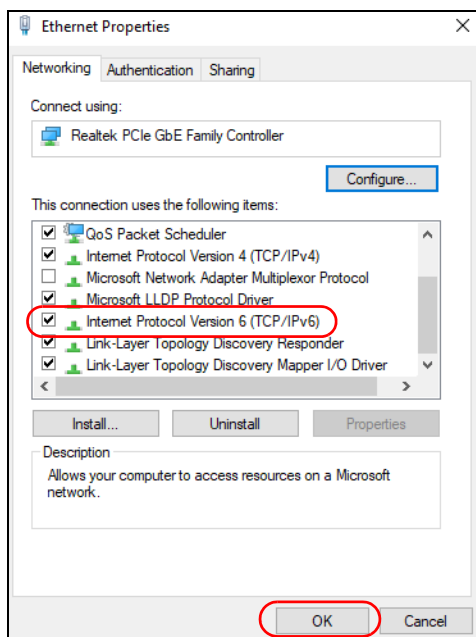 Ethernet Properties
Networking Authentication Sharing
Connect using:
Realtek PCIe GbE Family Controller
Configure...
This connection uses the following items:
QoS Packet Scheduler
Internet Protocol Version 4 (TCP/IPv4)
Microsoft Network Adapter Multiplexor Protocol
Microsoft LLDP Protocol Driver
Internet Protocol Version 6 (TCP/IPv6)
Link-Layer Topology Discovery Responder
Link-Layer Topology Discovery Mapper I/O Driver
Install... Uninstall Properties
Description
Allows your computer to access resources on a Microsoft
network.
OK Cancel